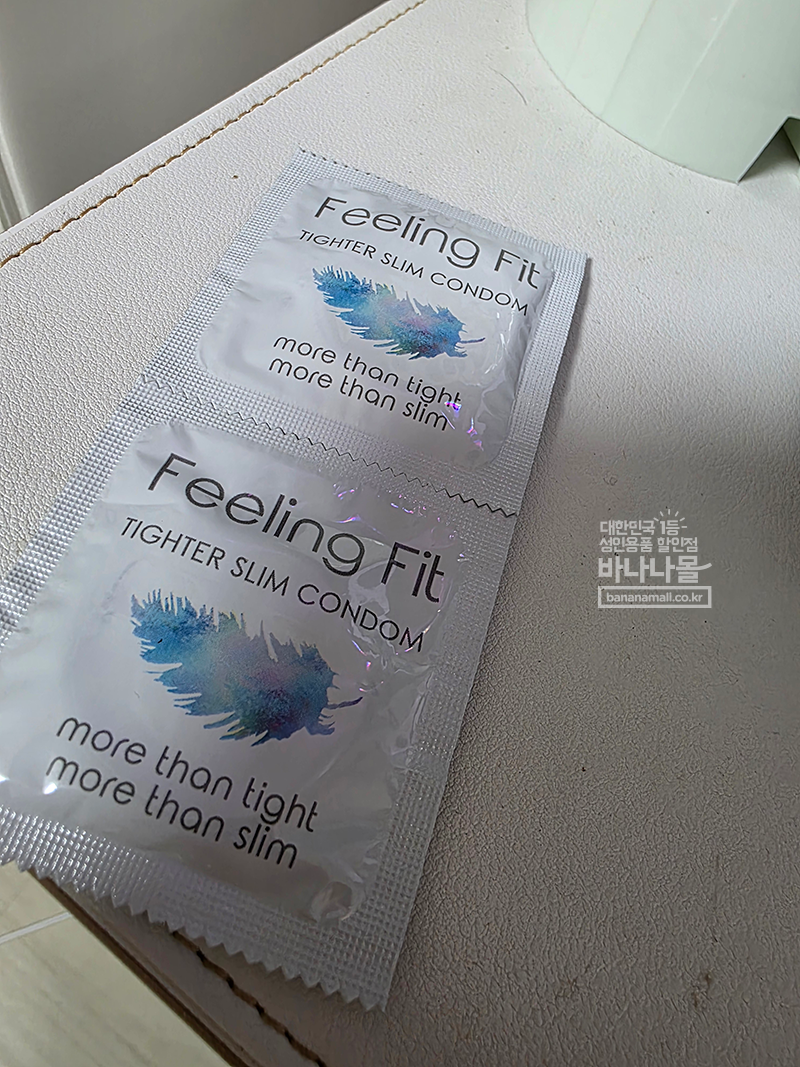 Feeling Fit
TIGHTER SLIM CONDOM
more than tight
more than slim
Feeling Fit
TIGHTER SLIM CONDOM
more than tight
more than slim
대한민국 1등
성인용품 할인점
바나나몰
bananamall.co.kr